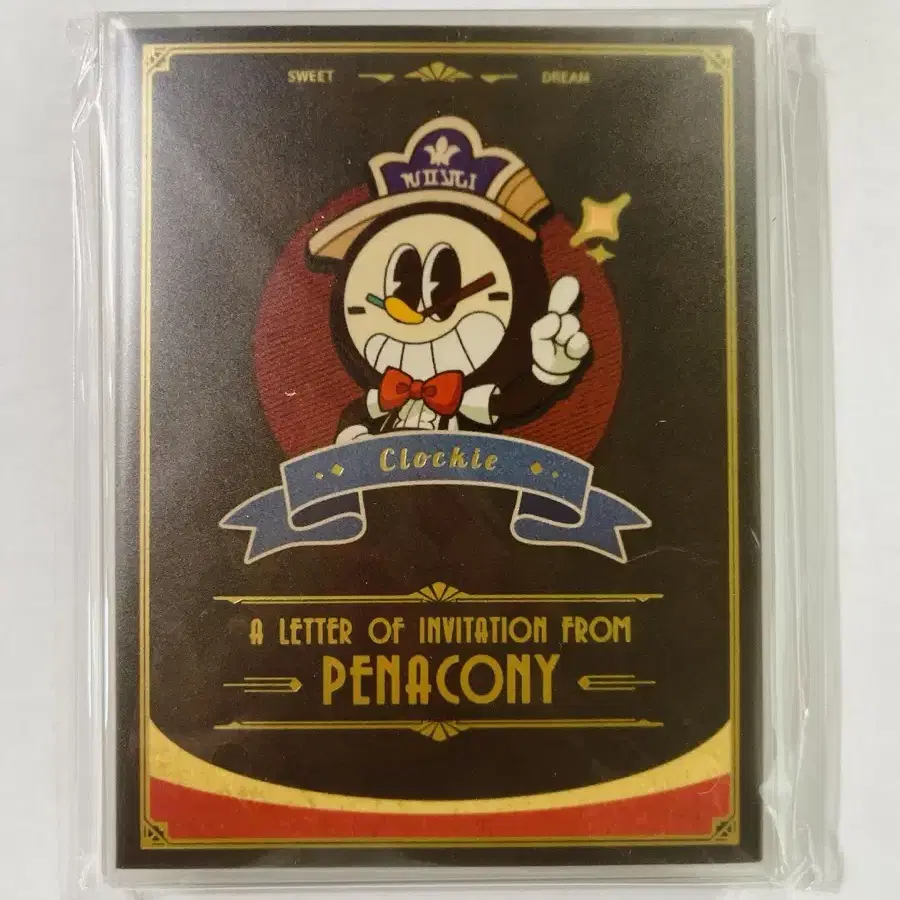 SWEET DREAM
Clockie
A LETTER OF INVITATION FROM
PENACONY